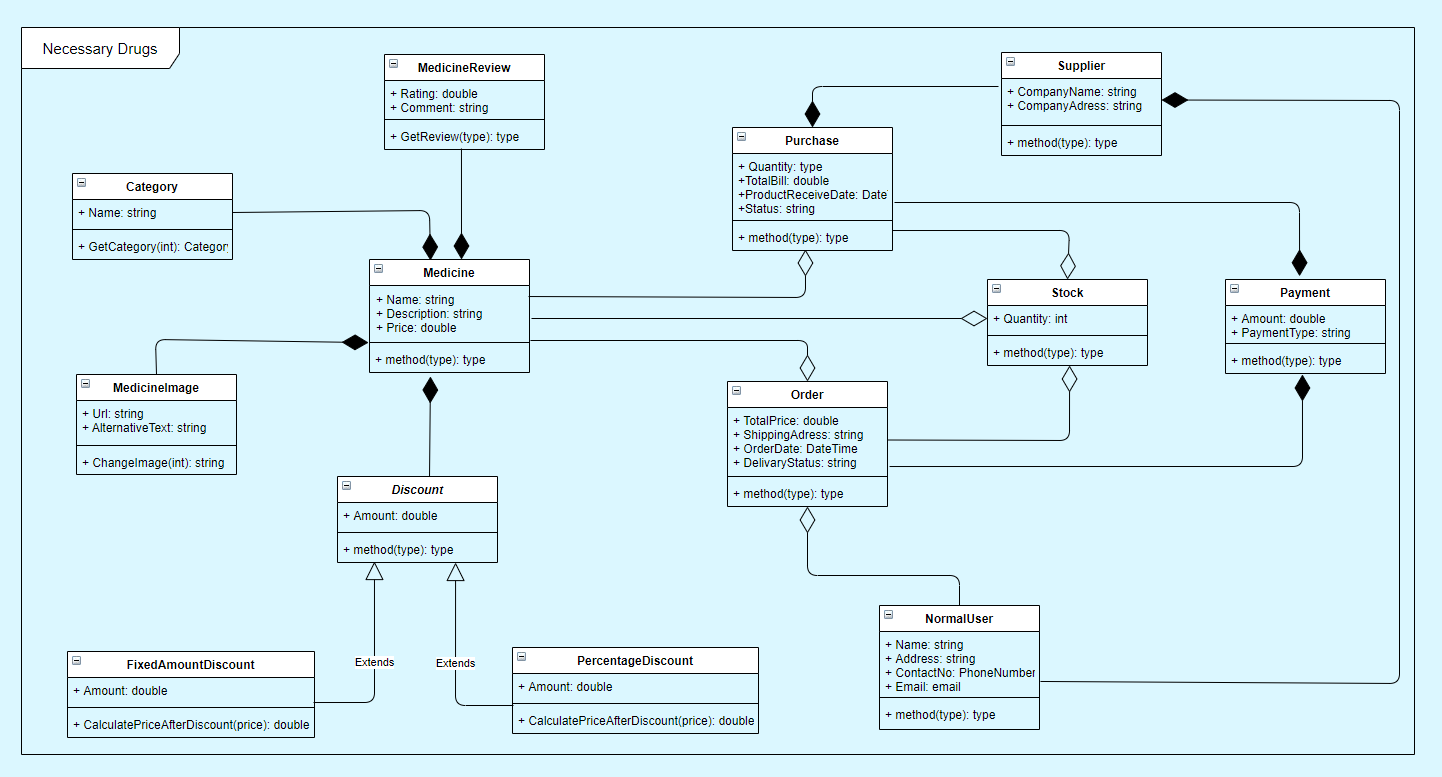 Necessary Drugs
MedicineReview
+ Rating: double
+ Comment: string
+ GetReview(type): type
Supplier
+ CompanyName: string
+ CompanyAdress: string
+ method(type): type
Purchase
+ Quantity: type
+TotalBill: double
+ProductReceiveDate: Date
+Status: string
+ method(type): type
Category
+ Name: string
+ GetCategory(int): Category
Medicine
+ Name: string
+ Description: string
+ Price: double
+ method(type): type
Stock
+ Quantity: int
+ method(type): type
Payment
+ Amount: double
+ PaymentType: string
+ method(type): type
MedicineImage
+ Url: string
+ AlternativeText: string
+ ChangeImage(int): string
Order
+ TotalPrice: double
+ ShippingAdress: string
+ OrderDate: DateTime
+ DelivaryStatus: string
+ method(type): type
Discount
+ Amount: double
+ method(type): type
NormalUser
+ Name: string
+ Address: string
+ ContactNo: PhoneNumber
+ Email: email
+ method(type): type
Extends
Extends
FixedAmountDiscount
+ Amount: double
+ CalculatePriceAfterDiscount(price): double
PercentageDiscount
+ Amount: double
+ CalculatePriceAfterDiscount(price): double